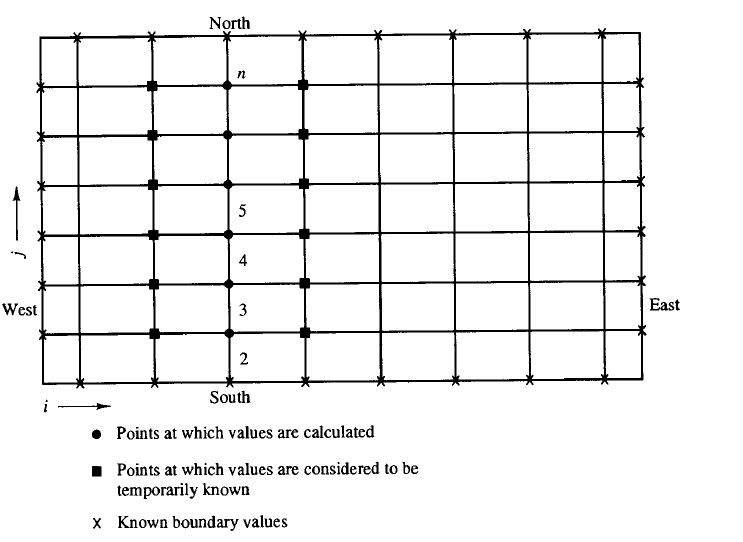 North
n
5
4
j
West
3
East
2
South
i
Points at which values are calculated
Points at which values are considered to be
temporarily known
x Known boundary values